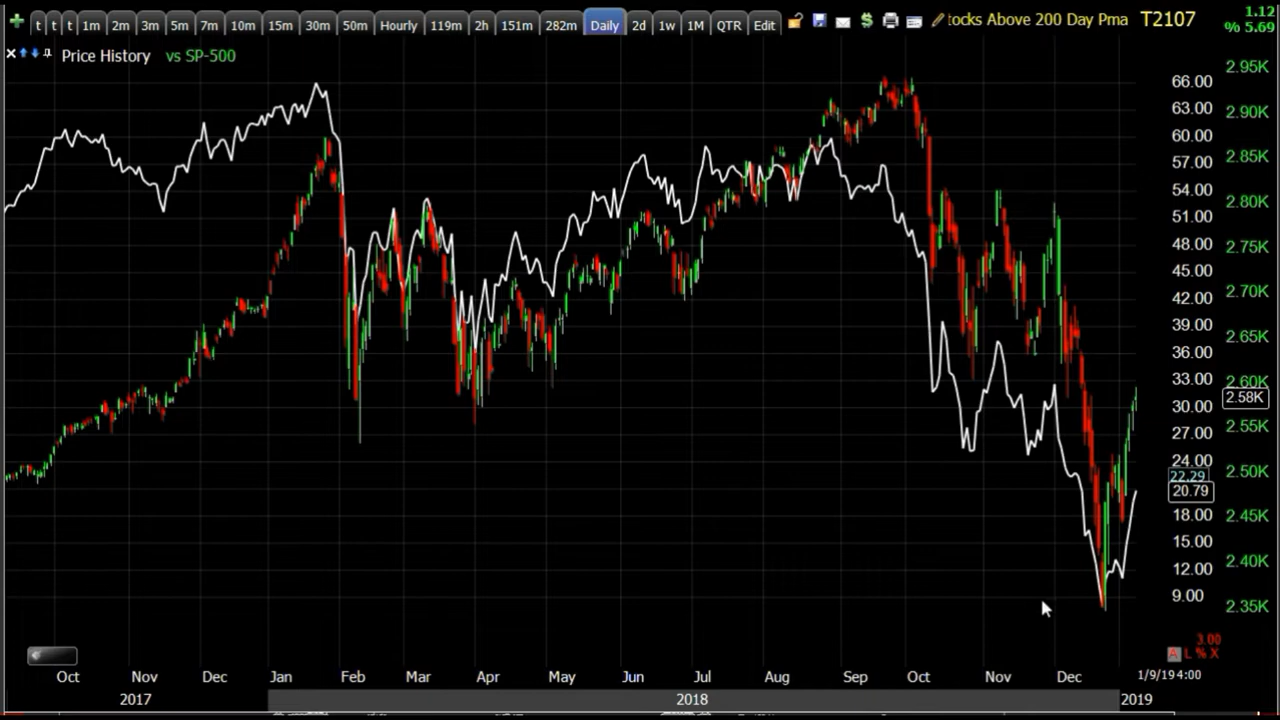 t t t 1m 2m 3m 5m 7m 10m 15m 30m 50m Hourly 119m 2h 151m 282m Daily 2d 1w 1M QTR Edit $ tocks Above 200 Day Pma T2107 1.12
% 5.69
X Price History vs SP-500
2.95K
66.00
63.00 2.90K
60.00
57.00 2.85K
54.00
51.00 2.80K
48.00 2.75K
45.00
42.00 2.70K
39.00 2.65K
36.00
33.00 2.60K
30.00 2.58K
27.00 2.55K
24.00
22.29 2.50K
20.79
18.00 2.45K
15.00
12.00 2.40K
9.00 2.35K
3.00
A L % X
Oct Nov Dec Jan Feb Mar Apr May Jun Jul Aug Sep Oct Nov Dec 1/9/19 4:00
2017 2018 2019